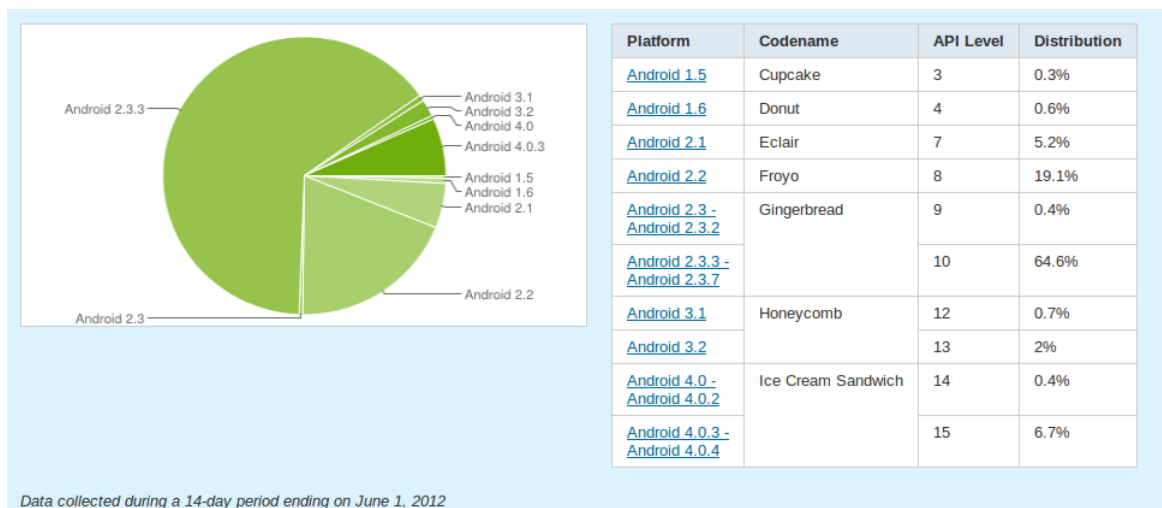 Android 2.3.3
Android 3.1
Android 3.2
Android 4.0
Android 4.0.3
Android 1.5
Android 1.6
Android 2.1
Android 2.2
Android 2.3
Platform Codename API Level Distribution
Android 1.5 Cupcake 3 0.3%
Android 1.6 Donut 4 0.6%
Android 2.1 Eclair 7 5.2%
Android 2.2 Froyo 8 19.1%
Android 2.3 - Gingerbread 9 0.4%
Android 2.3.2
Android 2.3.3 - 10 64.6%
Android 2.3.7
Android 3.1 Honeycomb 12 0.7%
Android 3.2 13 2%
Android 4.0 - Ice Cream Sandwich 14 0.4%
Android 4.0.2
Android 4.0.3 - 15 6.7%
Android 4.0.4
Data collected during a 14-day period ending on June 1, 2012